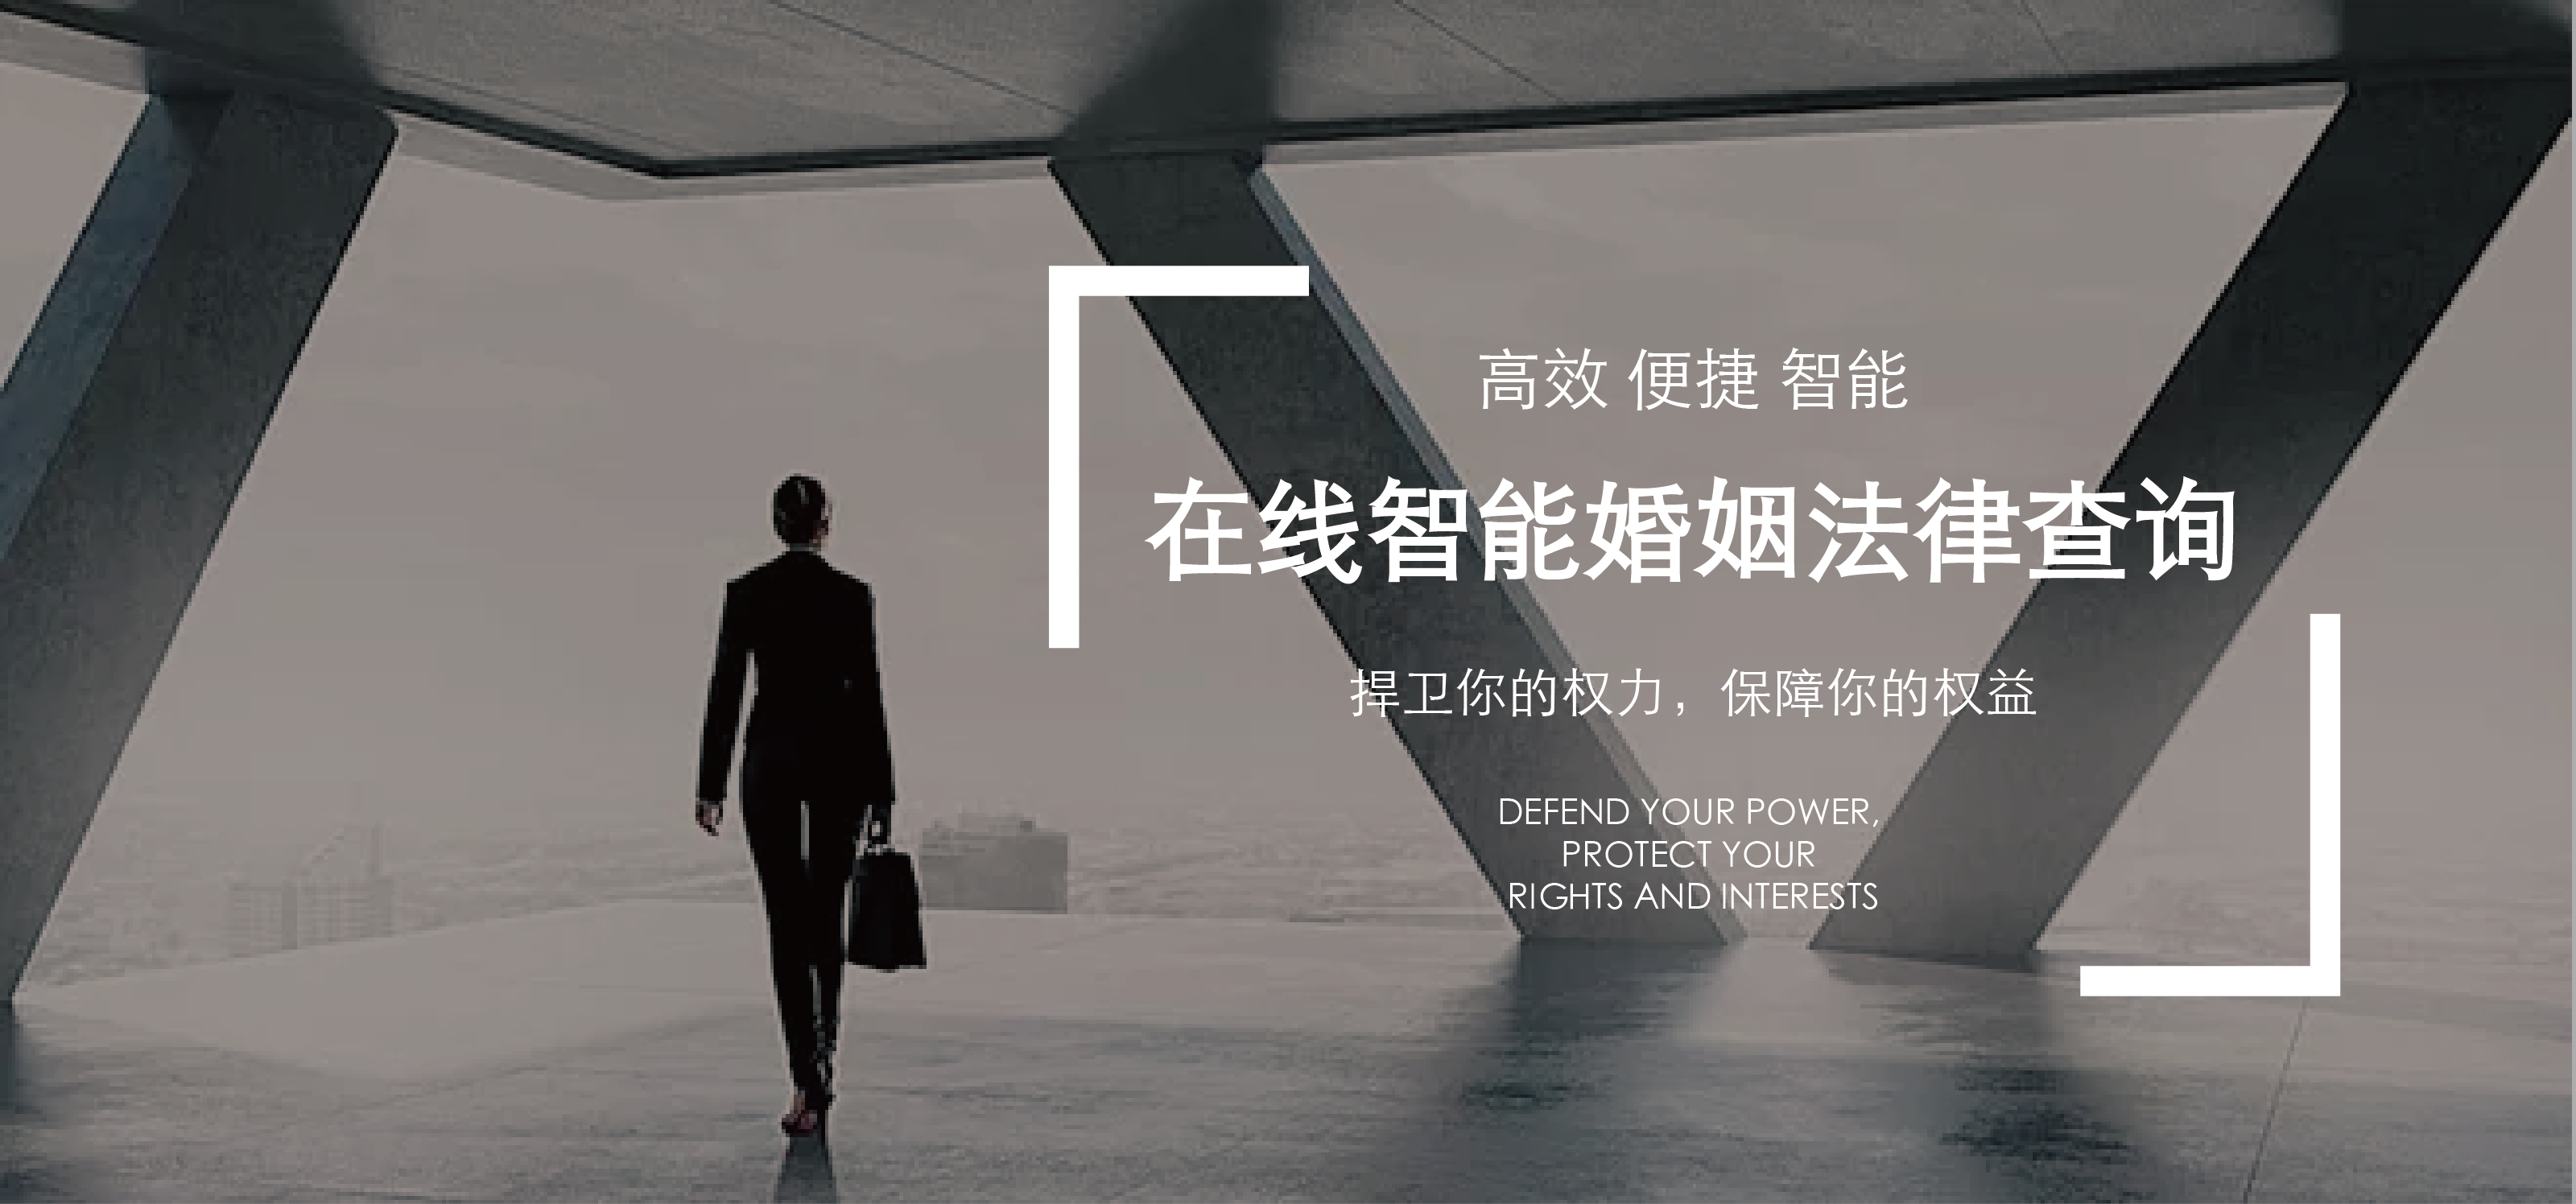 高效 便捷 智能
在线智能婚姻法律查询
捍卫你的权力，保障你的权益
DEFEND YOUR POWER,
PROTECT YOUR
RIGHTS AND INTERESTS